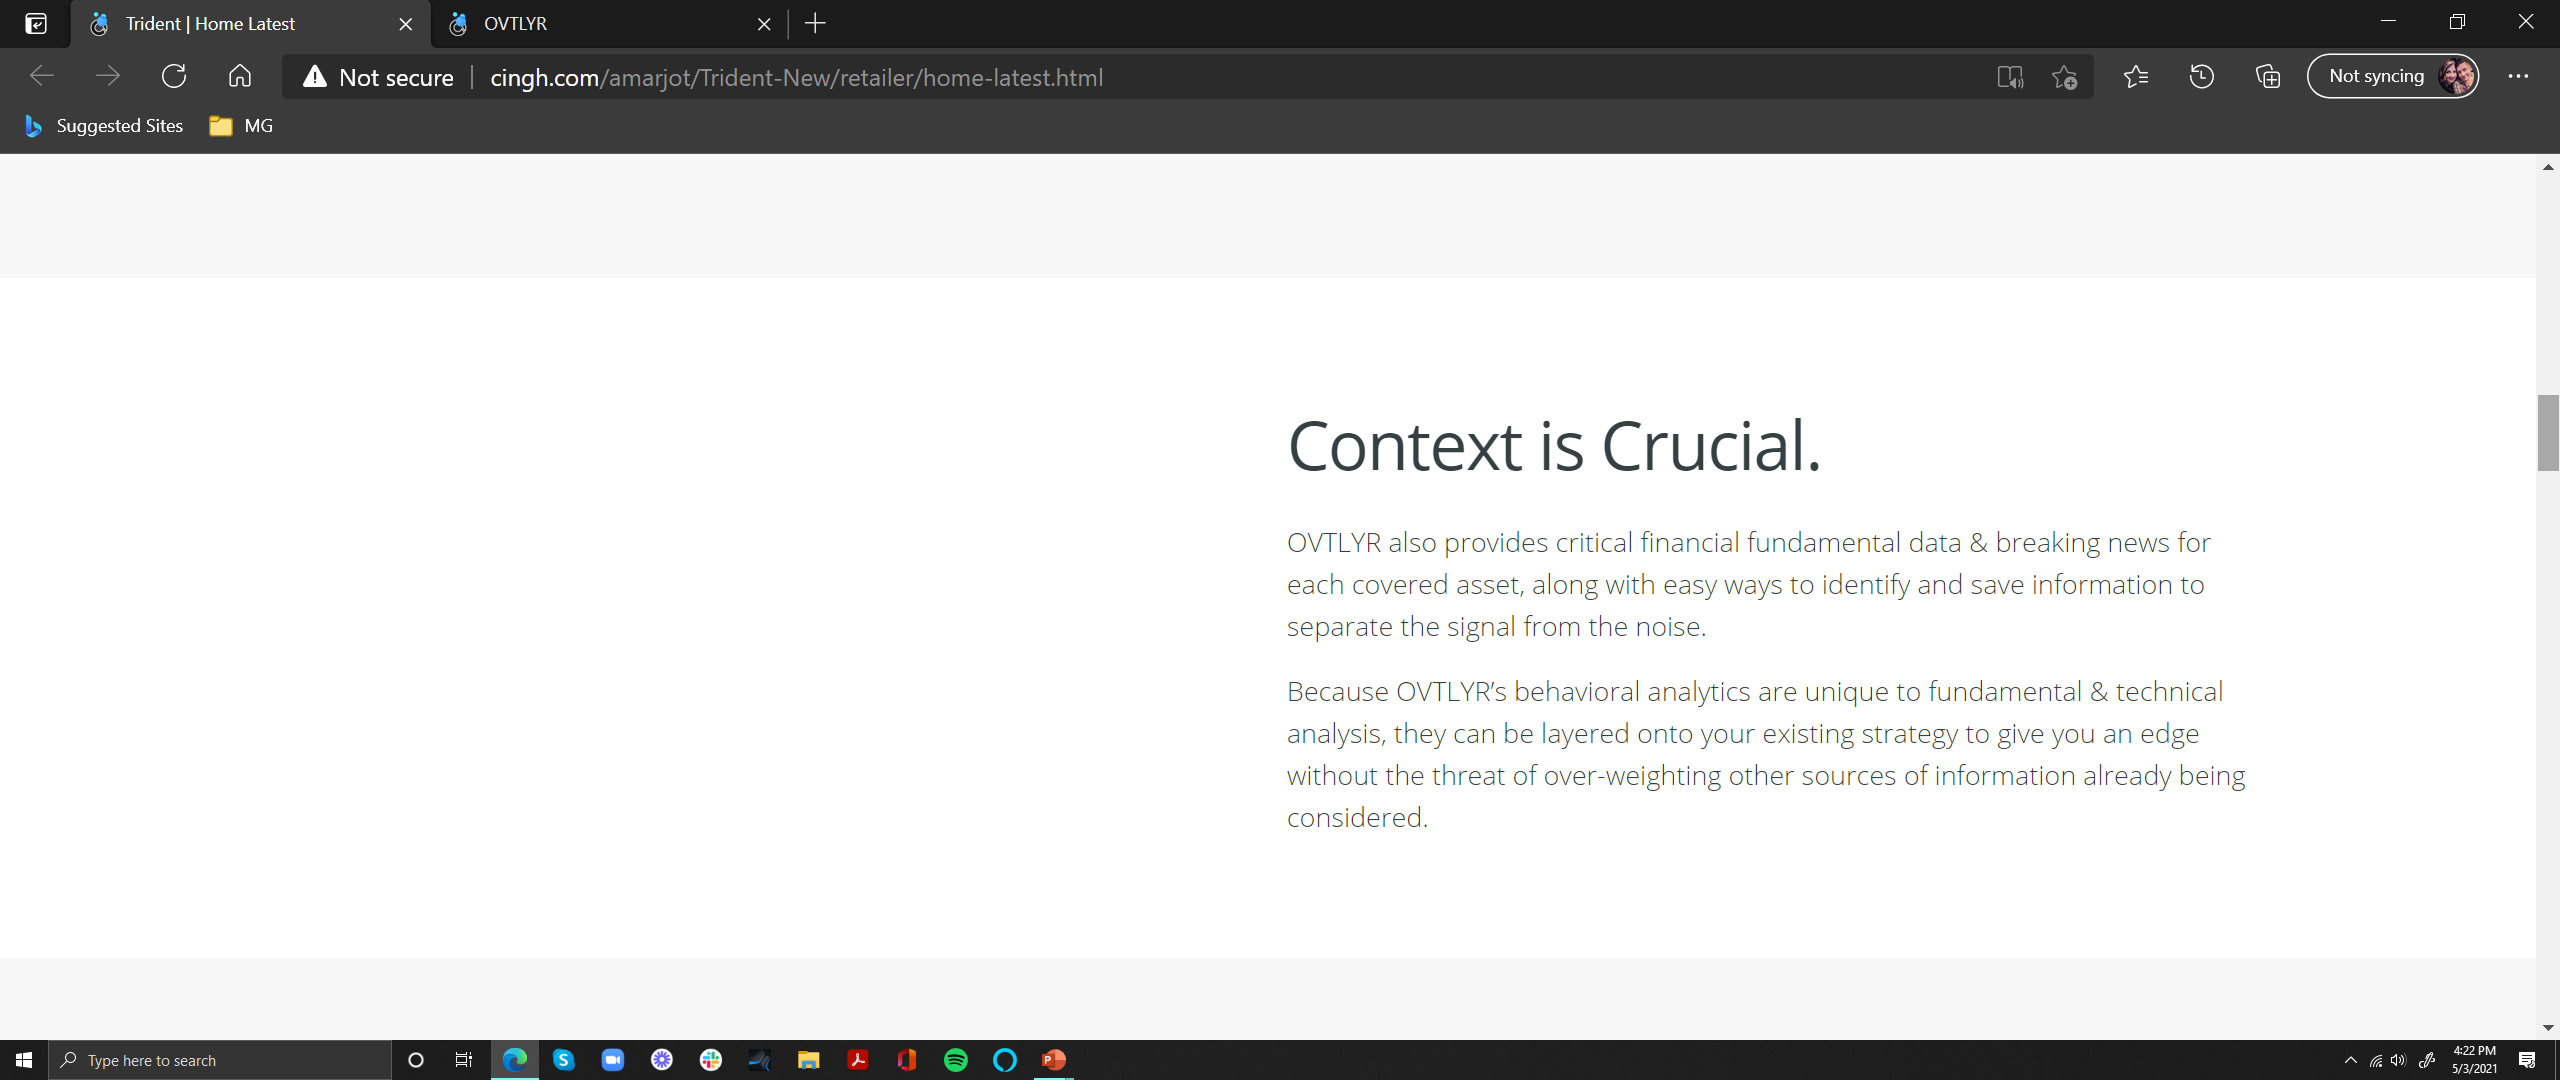 Trident | Home Latest
OVTLYR
Not secure
cingh.com/amarjot/Trident-New/retailer/home-latest.html
Not syncing
Suggested Sites
MG
Context is Crucial.
OVTLYR also provides critical financial fundamental data & breaking news for
each covered asset, along with easy ways to identify and save information to
separate the signal from the noise.
Because OVTLYR’s behavioral analytics are unique to fundamental & technical
analysis, they can be layered onto your existing strategy to give you an edge
without the threat of over-weighting other sources of information already being
considered.
Type here to search
4:22 PM
5/3/2021